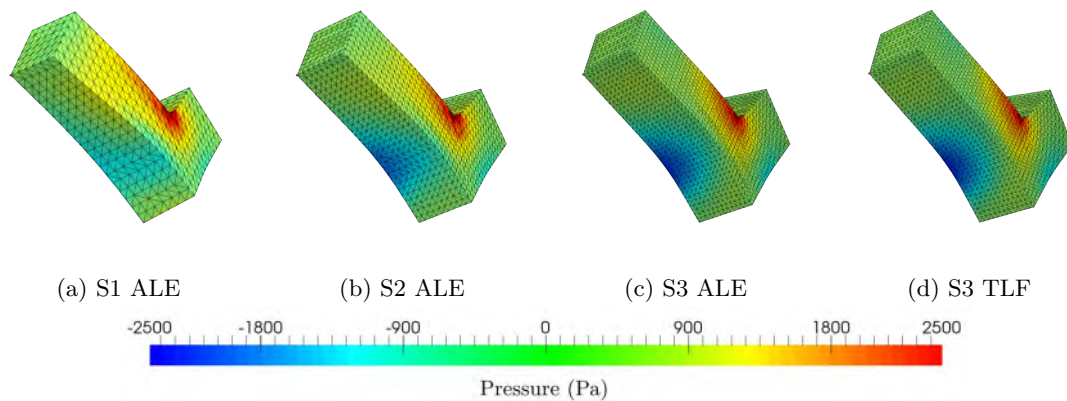 (a) S1 ALE (b) S2 ALE (c) S3 ALE (d) S3 TLF
-2500 -1800 -900 0 900 1800 2500
Pressure (Pa)